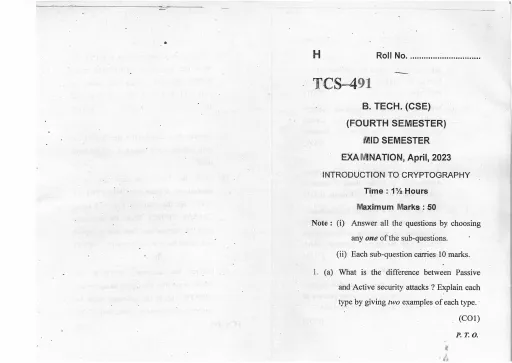 H Roll No. ..............................
TCS-491
B. TECH. (CSE)
(FOURTH SEMESTER)
MID SEMESTER
EXAMINATION, April, 2023
INTRODUCTION TO CRYPTOGRAPHY
Time : 1½ Hours
Maximum Marks : 50
Note : (i) Answer all the questions by choosing
any one of the sub-questions.
(ii) Each sub-question carries 10 marks.
1. (a) What is the difference between Passive
and Active security attacks ? Explain each
type by giving two examples of each type.
(CO1)
P. T. O.